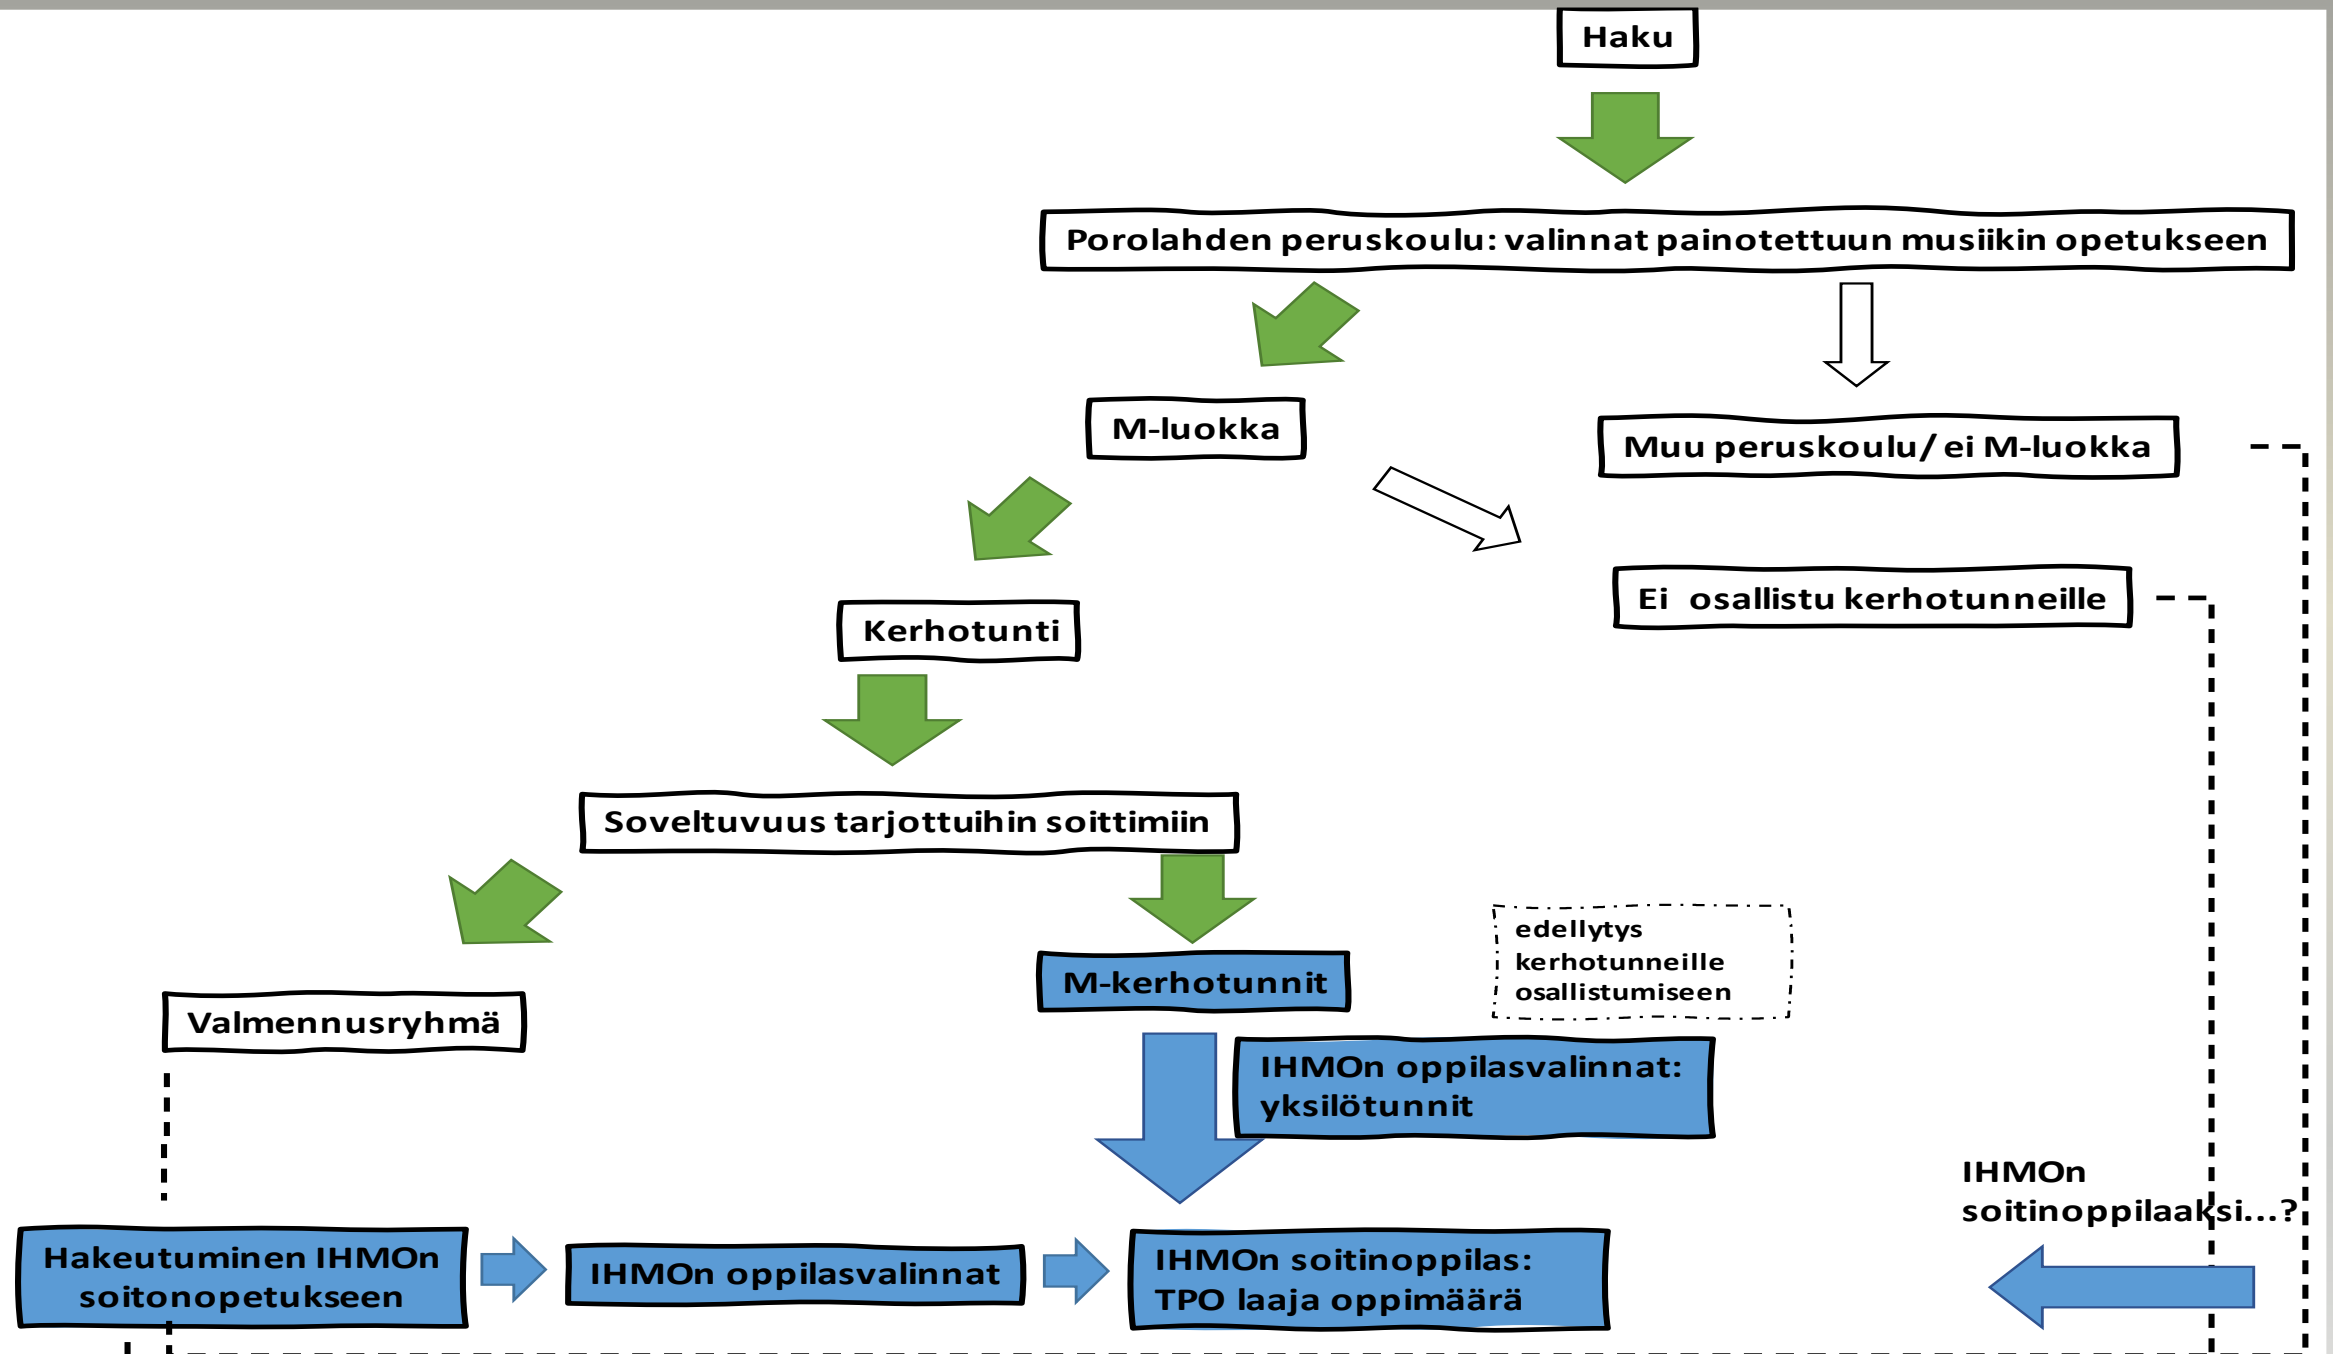 Haku
Porolahden peruskoulu: valinnat painotettuun musiikin opetukseen
M-luokka
Muu peruskoulu/ ei M-luokka
Ei osallistu kerhotunneille
Kerhotunti
Soveltuvuus tarjottuihin soittimiin
edellytys
kerhotunneille
osallistumiseen
M-kerhotunnit
Valmennusryhmä
IHMOn oppilasvalinnat:
yksilötunnit
IHMOn
soitinoppilaaksi...?
Hakeutuminen IHMOn
soitonopetukseen
IHMOn oppilasvalinnat
IHMOn soitinoppilas:
TPO laaja oppimäärä